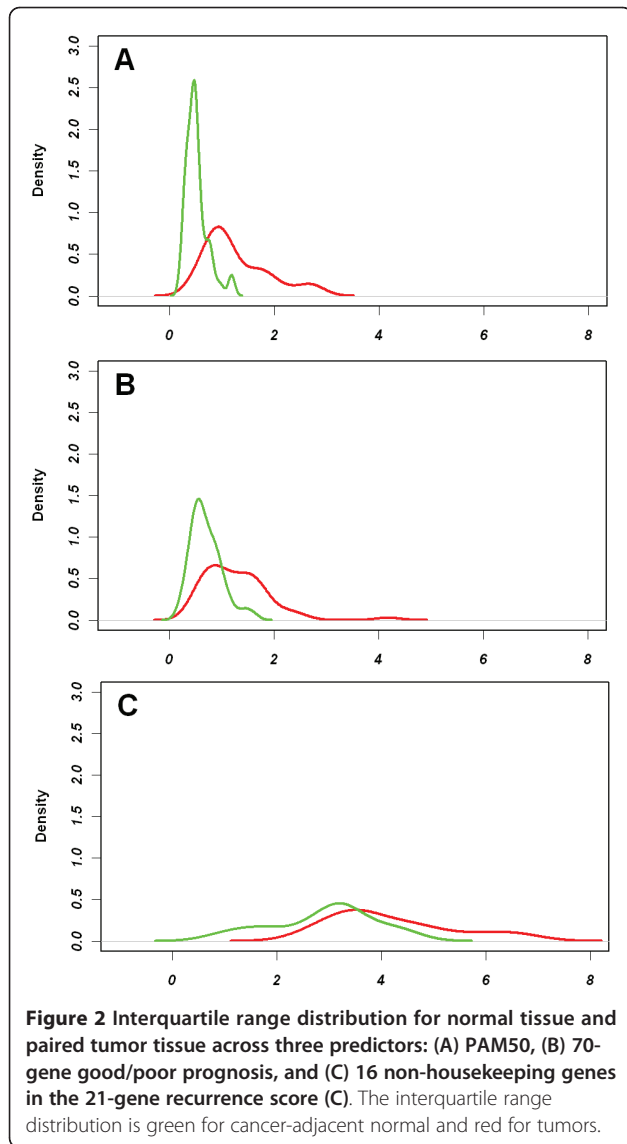 A
Density
3.0
2.5
2.0
1.5
1.0
0.5
0.0
0 2 4 6 8
B
Density
3.0
2.5
2.0
1.5
1.0
0.5
0.0
0 2 4 6 8
C
Density
3.0
2.5
2.0
1.5
1.0
0.5
0.0
0 2 4 6 8
Figure 2 Interquartile range distribution for normal tissue and
paired tumor tissue across three predictors: (A) PAM50, (B) 70-
gene good/poor prognosis, and (C) 16 non-housekeeping genes
in the 21-gene recurrence score (C). The interquartile range
distribution is green for cancer-adjacent normal and red for tumors.